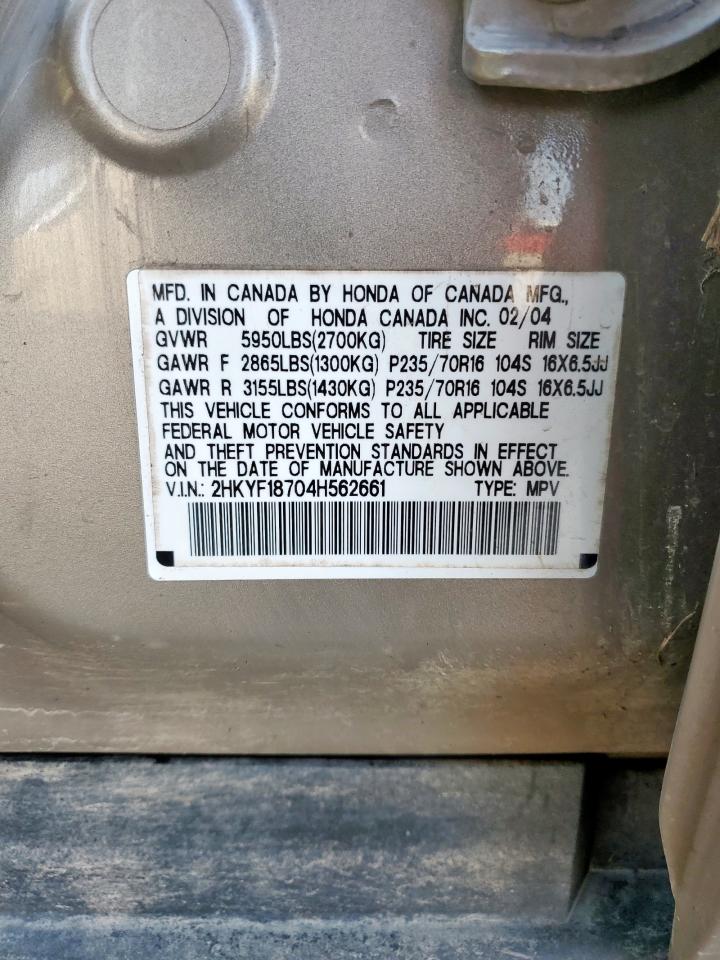 MFD. IN CANADA BY HONDA OF CANADA MFG.,
A DIVISION OF HONDA CANADA INC. 02/04
GVWR 5950LBS(2700KG) TIRE SIZE RIM SIZE
GAWR F 2865LBS(1300KG) P235/70R16 104S 16X6.5JJ
GAWR R 3155LBS(1430KG) P235/70R16 104S 16X6.5JJ
THIS VEHICLE CONFORMS TO ALL APPLICABLE
FEDERAL MOTOR VEHICLE SAFETY
AND THEFT PREVENTION STANDARDS IN EFFECT
ON THE DATE OF MANUFACTURE SHOWN ABOVE.
V.I.N.: 2HKYF18704H562661 TYPE: MPV